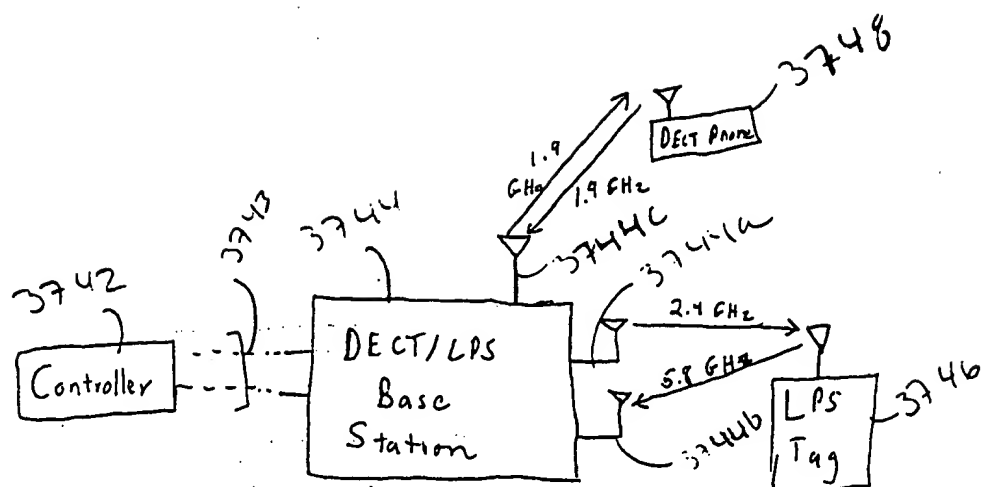 3748
DECT Phone
1.9
GHz
1.9 GHz
3743
3744
3744c
3744a
3742
2.4 GHz
DECT/LPS
Base
Station
Controller
5.8 GHz
LPS
Tag
3746
3744b